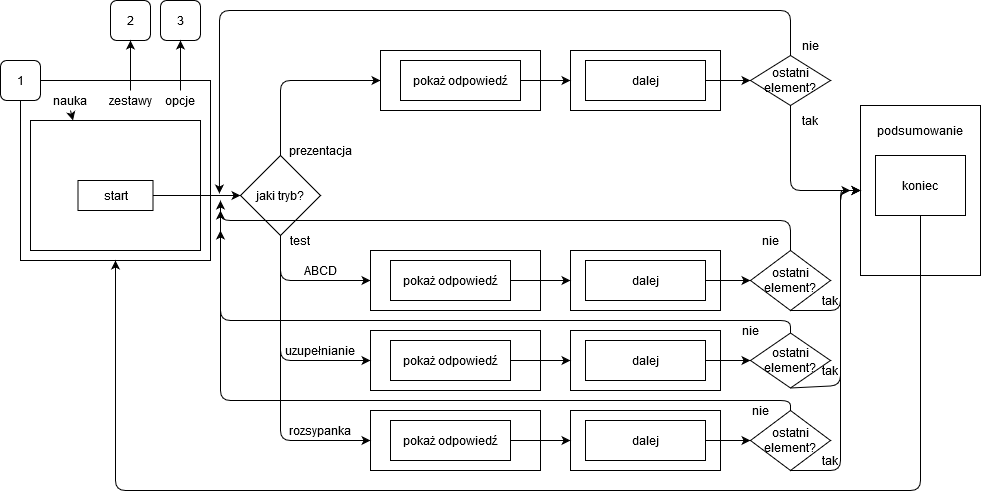 2
3
nie
1
pokaż odpowiedź
dalej
ostatni
element?
nauka
zestawy
opcje
tak
podsumowanie
prezentacja
start
jaki tryb?
koniec
test
nie
ABCD
pokaż odpowiedź
dalej
ostatni
element?
tak
nie
uzupełnianie
pokaż odpowiedź
dalej
ostatni
element?
tak
nie
rozsypanka
pokaż odpowiedź
dalej
ostatni
element?
tak